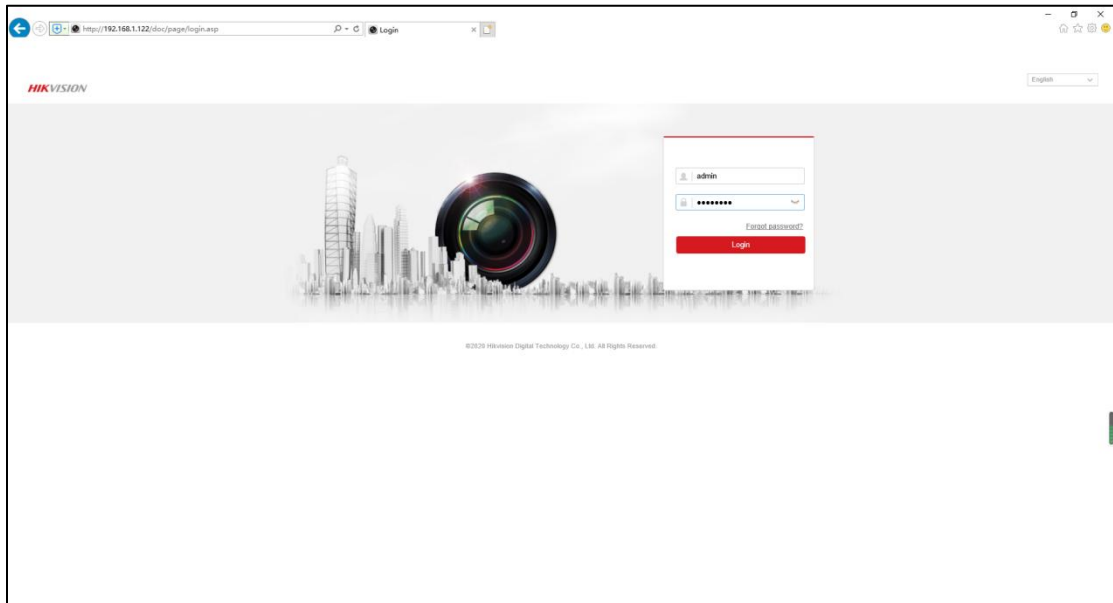 http://192.168.1.122/doc/page/login.asp
Login
HIKVISION
English
admin
Forgot password?
Login
©2020 Hikvision Digital Technology Co., Ltd. All Rights Reserved.